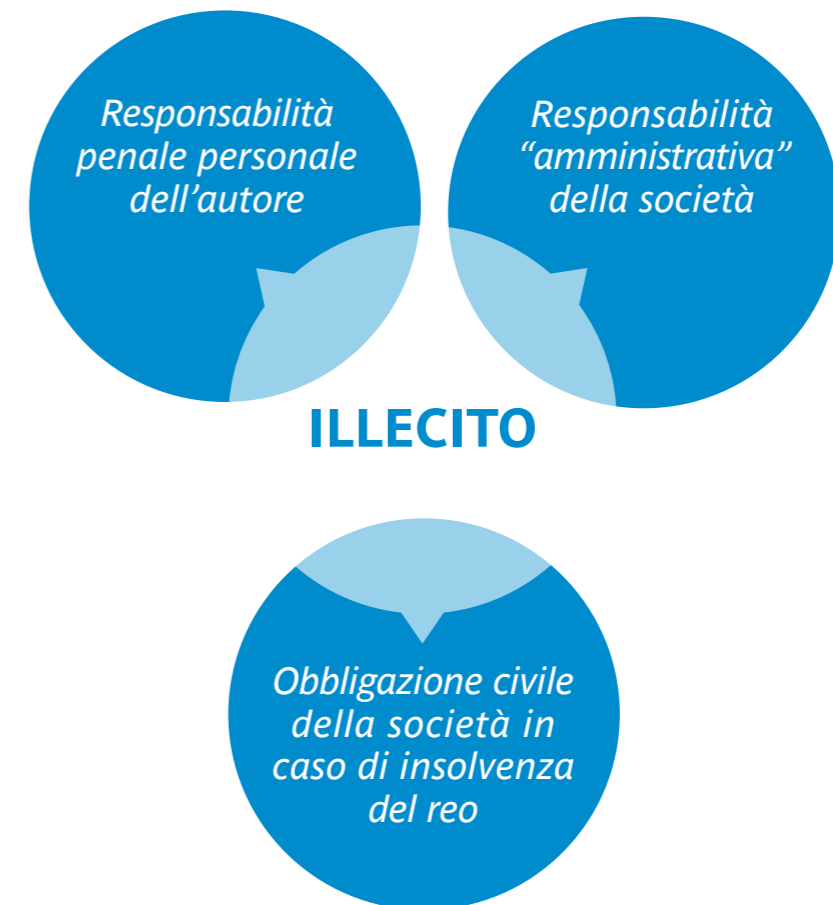 Responsabilità
penale personale
dell’autore
Responsabilità
“amministrativa”
della società
ILLECITO
Obbligazione civile
della società in
caso di insolvenza
del reo